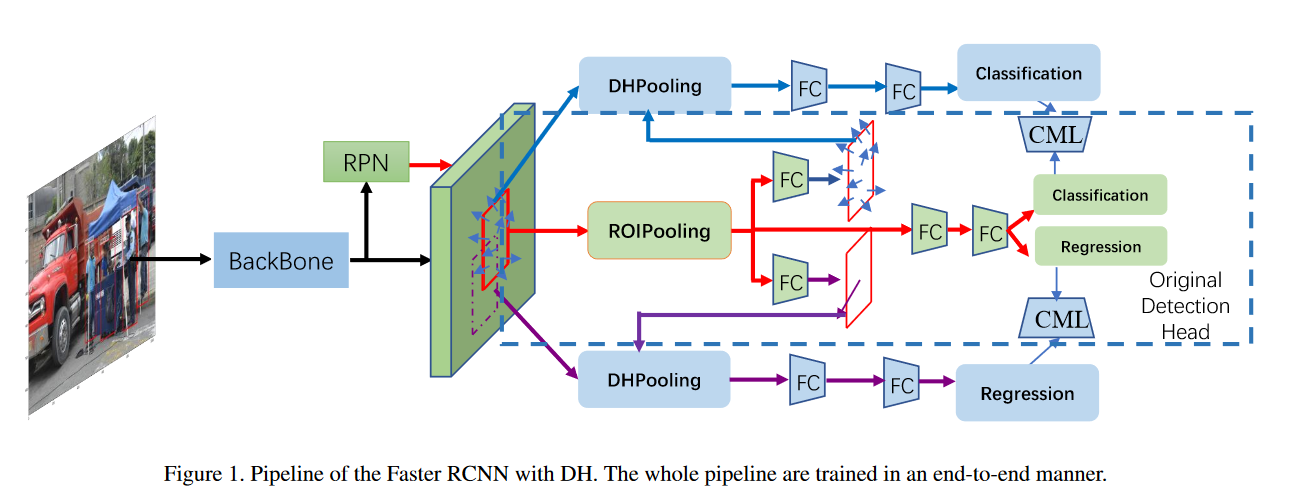 DHPooling
FC
FC
Classification
CML
RPN
FC
Classification
BackBone
ROIPooling
FC
FC
Regression
FC
Original
Detection
Head
CML
DHPooling
FC
FC
Regression
Figure 1. Pipeline of the Faster RCNN with DH. The whole pipeline are trained in an end-to-end manner.